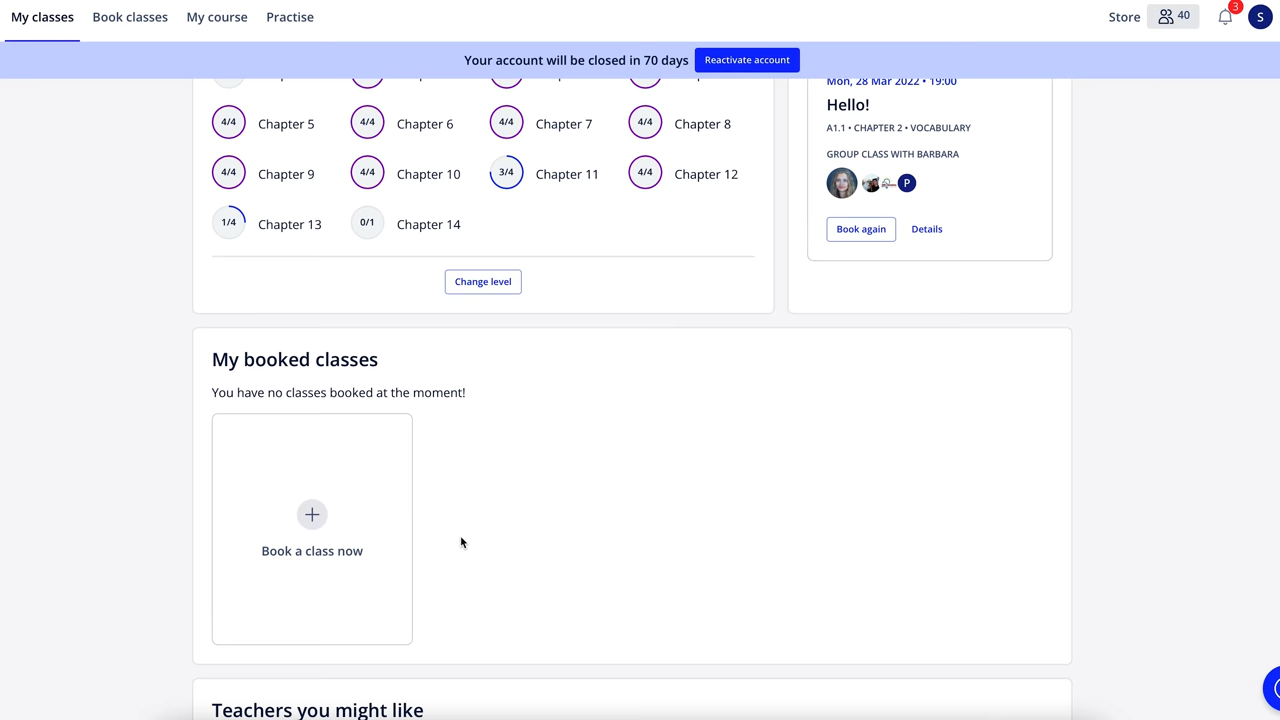 My classes Book classes My course Practise Store 40 3 S
Your account will be closed in 70 days Reactivate account
4/4 Chapter 5 4/4 Chapter 6 4/4 Chapter 7 4/4 Chapter 8
4/4 Chapter 9 4/4 Chapter 10 3/4 Chapter 11 4/4 Chapter 12
1/4 Chapter 13 0/1 Chapter 14
Change level
Mon, 28 Mar 2022 • 19:00
Hello!
A1.1 • CHAPTER 2 • VOCABULARY
GROUP CLASS WITH BARBARA
P
Book again Details
My booked classes
You have no classes booked at the moment!
Book a class now
Teachers you might like